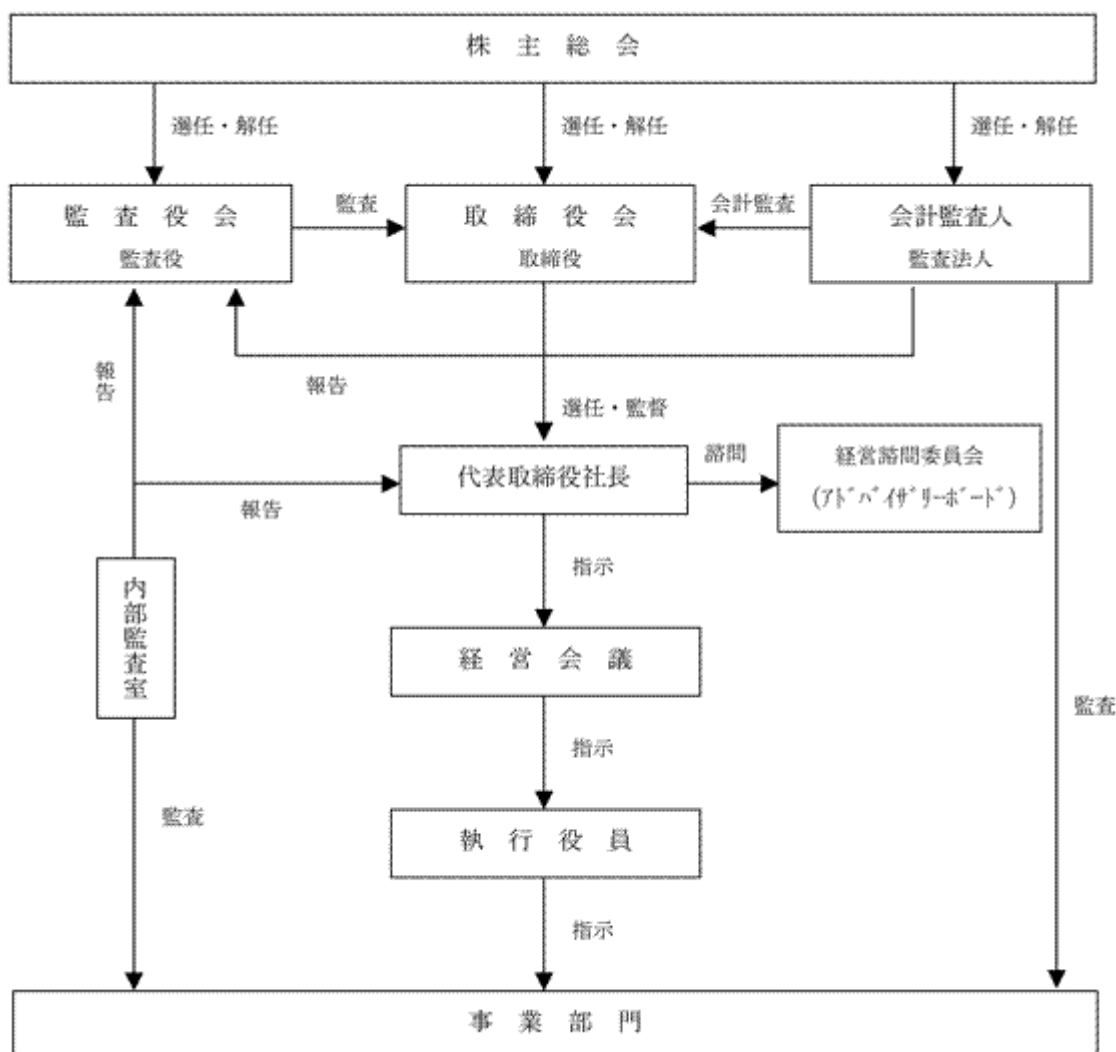 株主総会
選任・解任
選任・解任
選任・解任
監査役会
監査役
監査
取締役会
取締役
会計監査
会計監査人
監査法人
報告
報告
選任・監督
代表取締役社長
諮問
経営諮問委員会
(ｱﾄﾞﾊﾞｲｻﾞﾘｰﾎﾞｰﾄﾞ)
報告
指示
内部監査室
経営会議
監査
指示
監査
執行役員
指示
事業部門